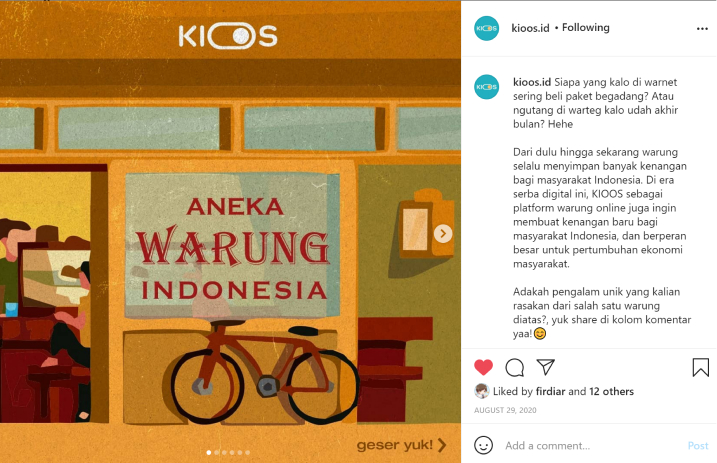 KIOOS
ANEKA
WARUNG
INDONESIA
geser yuk!
KIOOS
kioos.id • Following
KIOOS
kioos.id Siapa yang kalo di warnet
sering beli paket begadang? Atau
ngutang di warteg kalo udah akhir
bulan? Hehe
Dari dulu hingga sekarang warung
selalu menyimpan banyak kenangan
bagi masyarakat Indonesia. Di era
serba digital ini, KIOOS sebagai
platform warung online juga ingin
membuat kenangan baru bagi
masyarakat Indonesia, dan berperan
besar untuk pertumbuhan ekonomi
masyarakat.
Adakah pengalam unik yang kalian
rasakan dari salah satu warung
diatas?, yuk share di kolom komentar
yaa!😊
Liked by firdiar and 12 others
AUGUST 29, 2020
Add a comment... Post